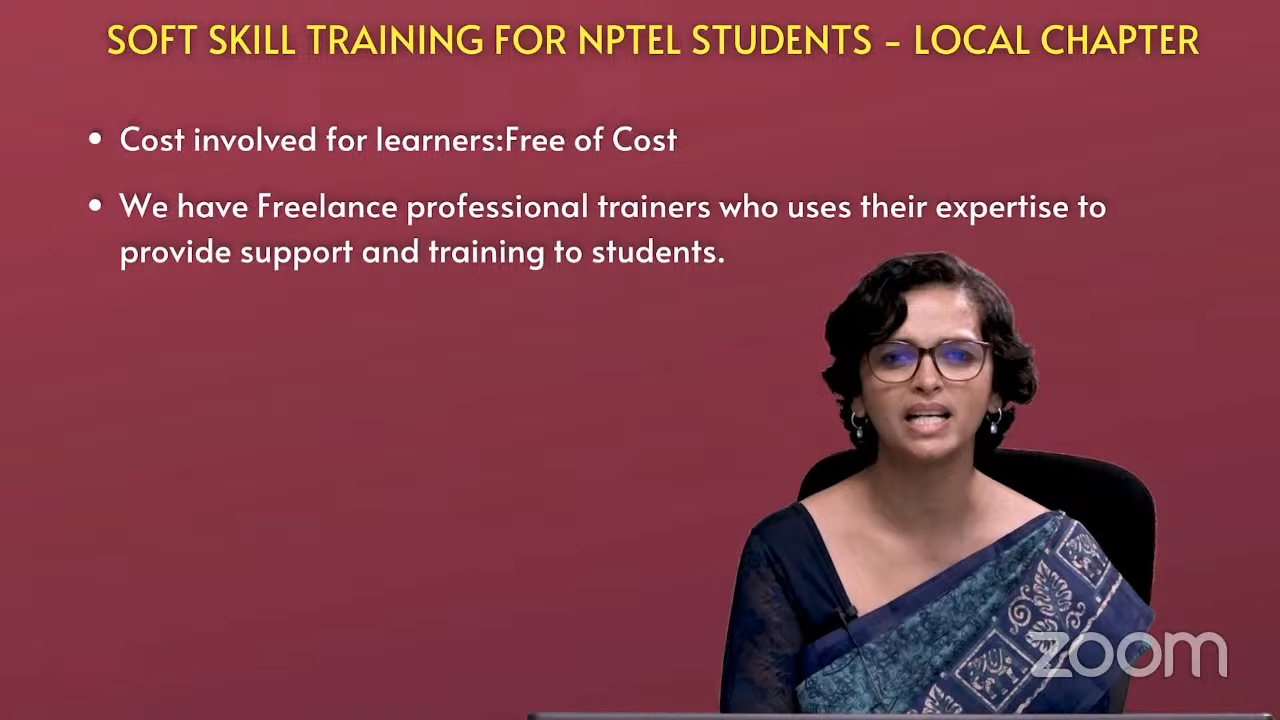 SOFT SKILL TRAINING FOR NPTEL STUDENTS - LOCAL CHAPTER
• Cost involved for learners:Free of Cost
• We have Freelance professional trainers who uses their expertise to
provide support and training to students.
zoom